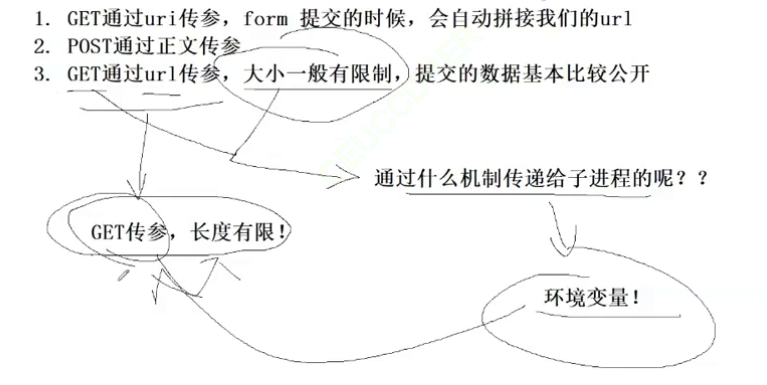 1. GET通过uri传参，form 提交的时候，会自动拼接我们的url
2. POST通过正文传参
3. GET通过url传参，大小一般有限制，提交的数据基本比较公开
通过什么机制传递给子进程的呢？？
GET传参，长度有限！
环境变量！